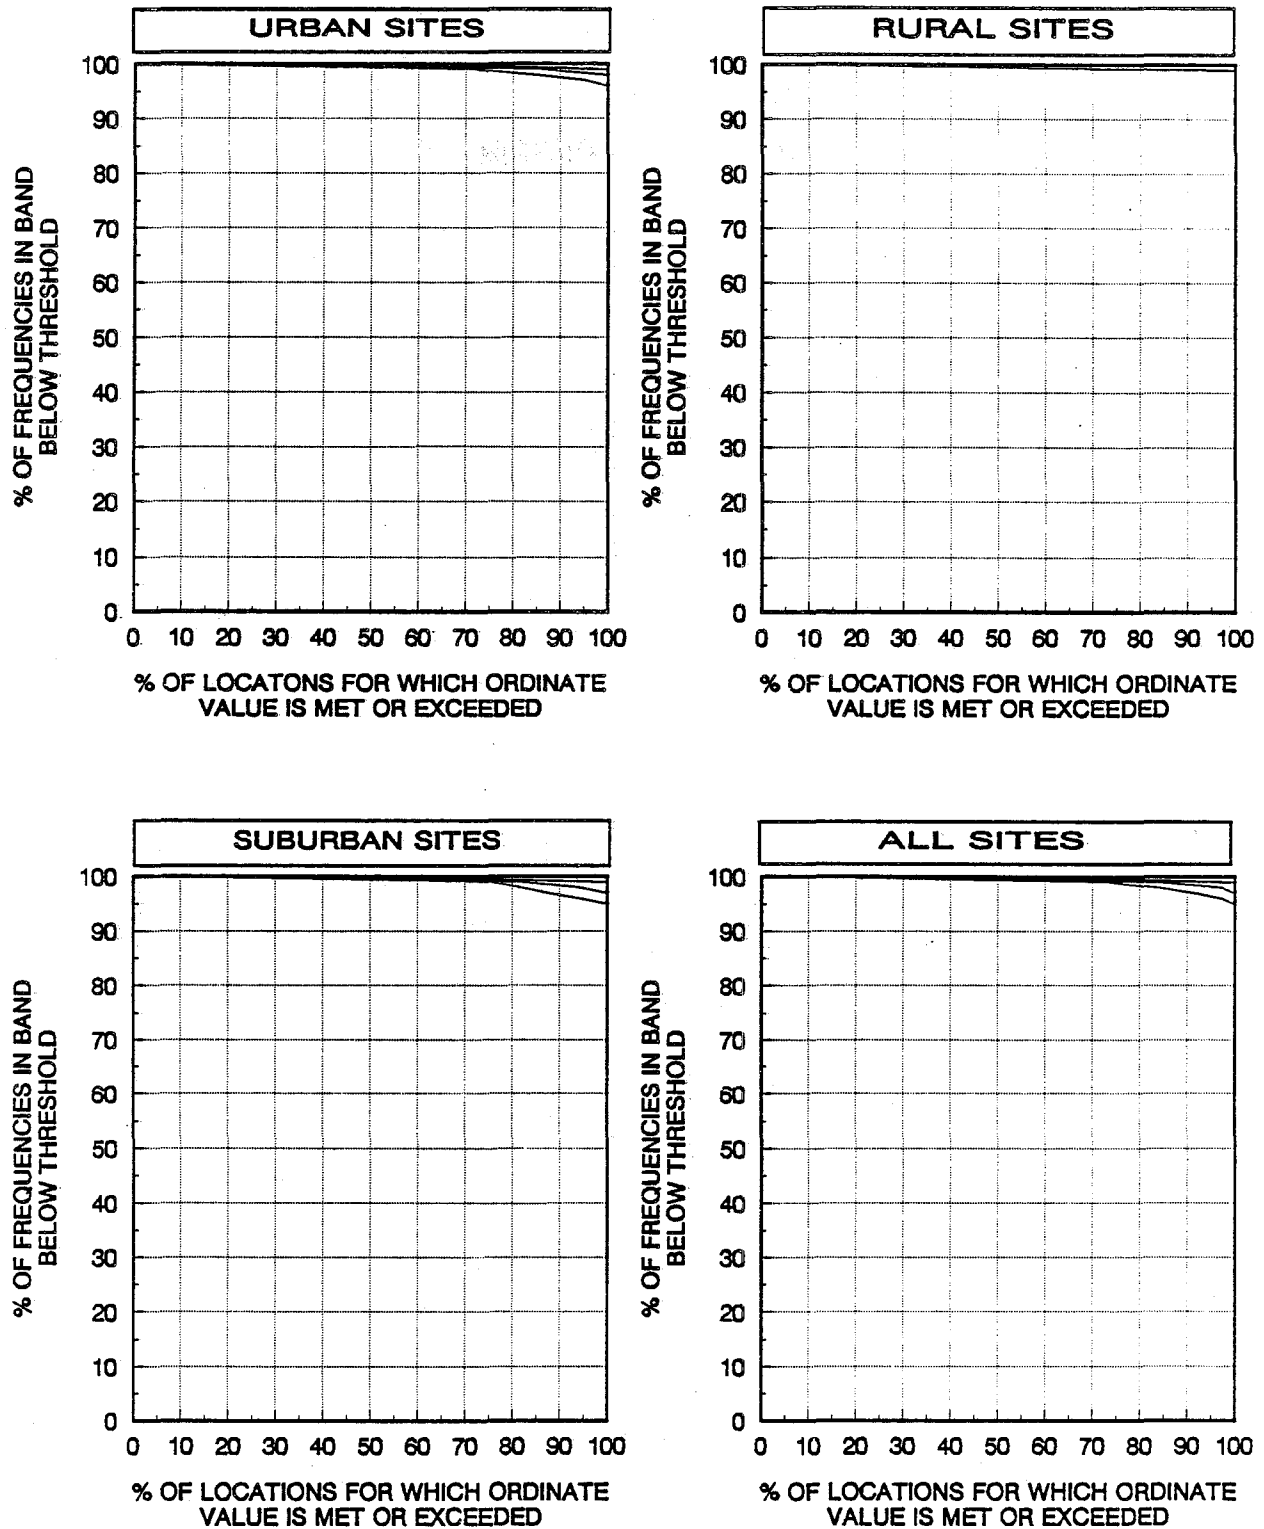 URBAN SITES
100
90
80
70
60
50
40
30
20
10
0
% OF FREQUENCIES IN BAND
BELOW THRESHOLD
0 10 20 30 40 50 60 70 80 90 100
% OF LOCATONS FOR WHICH ORDINATE
VALUE IS MET OR EXCEEDED
RURAL SITES
100
90
80
70
60
50
40
30
20
10
0
% OF FREQUENCIES IN BAND
BELOW THRESHOLD
0 10 20 30 40 50 60 70 80 90 100
% OF LOCATIONS FOR WHICH ORDINATE
VALUE IS MET OR EXCEEDED
SUBURBAN SITES
100
90
80
70
60
50
40
30
20
10
0
% OF FREQUENCIES IN BAND
BELOW THRESHOLD
0 10 20 30 40 50 60 70 80 90 100
% OF LOCATIONS FOR WHICH ORDINATE
VALUE IS MET OR EXCEEDED
ALL SITES
100
90
80
70
60
50
40
30
20
10
0
% OF FREQUENCIES IN BAND
BELOW THRESHOLD
0 10 20 30 40 50 60 70 80 90 100
% OF LOCATIONS FOR WHICH ORDINATE
VALUE IS MET OR EXCEEDED